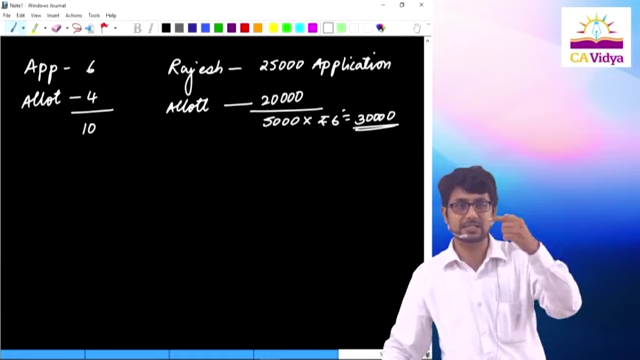 Note1 - Windows Journal
File Edit View Insert Actions Tools Help
App - 6
Allot - 4
10
Rajesh - 25000 Application
Allott - 20000
5000 × ₹6 = 30000
CA Vidya